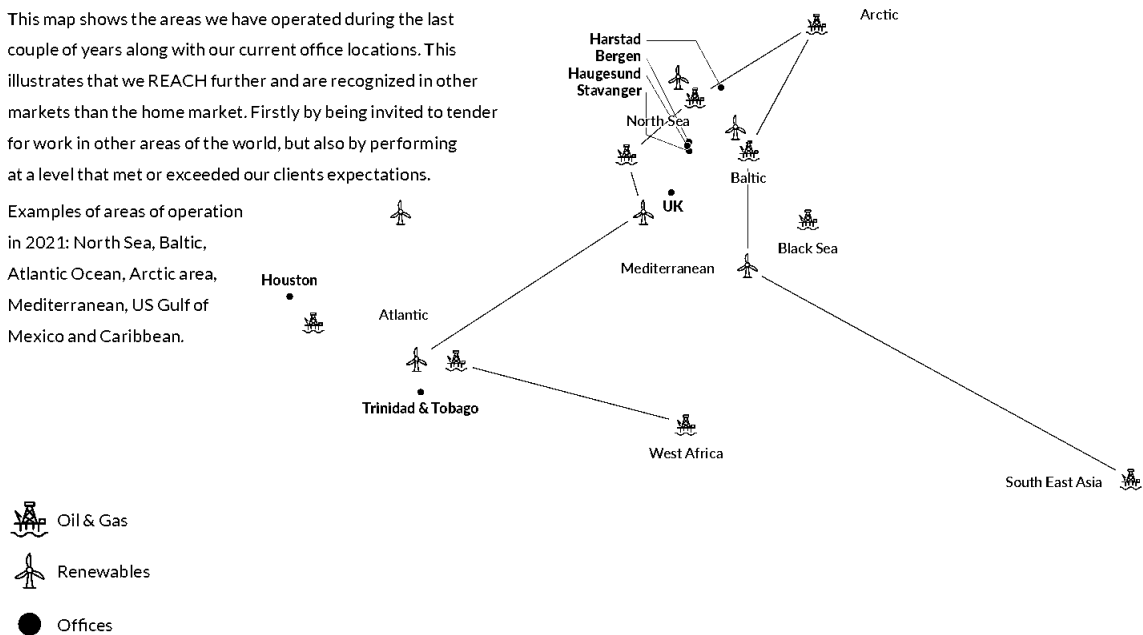 This map shows the areas we have operated during the last
couple of years along with our current office locations. This
illustrates that we REACH further and are recognized in other
markets than the home market. Firstly by being invited to tender
for work in other areas of the world, but also by performing
at a level that met or exceeded our clients expectations.
Examples of areas of operation
in 2021: North Sea, Baltic,
Atlantic Ocean, Arctic area,
Mediterranean, US Gulf of
Mexico and Caribbean.
Arctic
Harstad
Bergen
Haugesund
Stavanger
North Sea
Baltic
UK
Black Sea
Mediterranean
Houston
Atlantic
Trinidad & Tobago
West Africa
South East Asia
Oil & Gas
Renewables
Offices